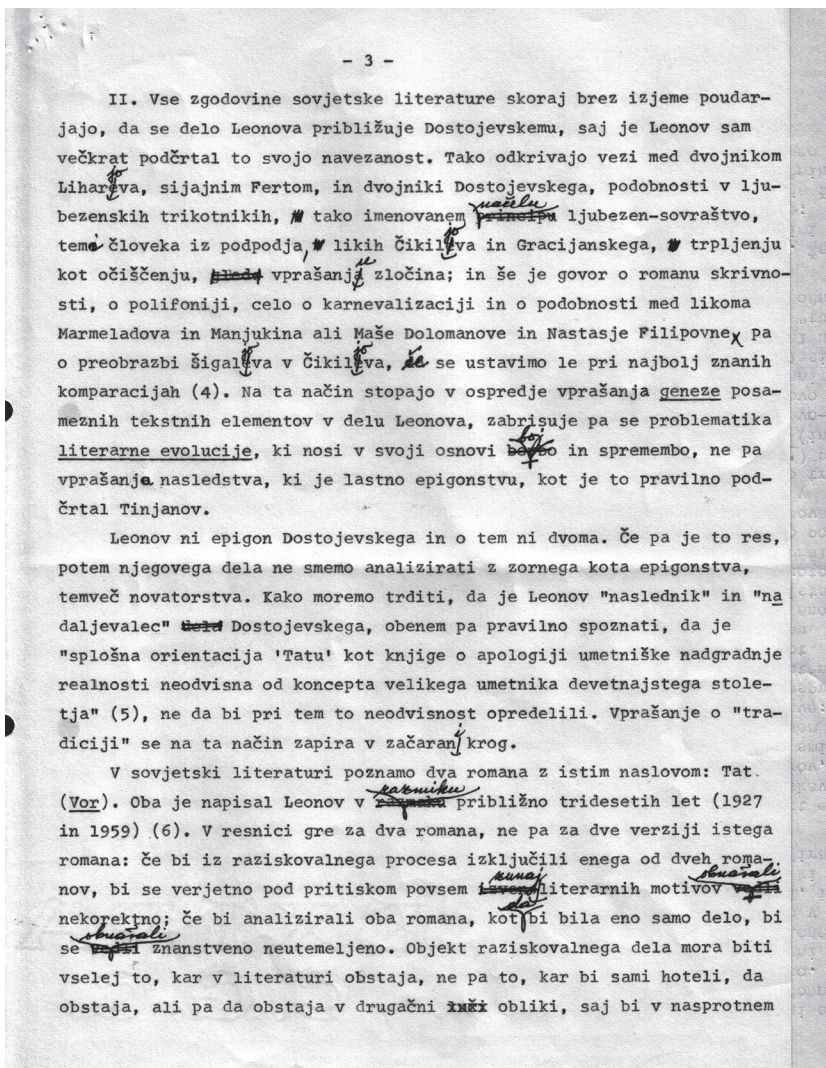 - 3 -
II. Vse zgodovine sovjetske literature skoraj brez izjeme poudar-
jajo, da se delo Leonova približuje Dostojevskemu, saj je Leonov sam
večkrat podčrtal to svojo navezanost. Tako odkrivajo vezi med dvojnikom
Liharjova, sijajnim Fertom, in dvojniki Dostojevskega, podobnosti v lju-
bezenskih trikotnikih, tako imenovanem načelu ljubezen-sovraštvo,
temi človeka iz podpodja, likih Čikiljova in Gracijanskega, trpljenju
kot očiščenju, vprašanje zločina; in še je govor o romanu skrivno-
sti, o polifoniji, celo o karnevalizaciji in o podobnosti med likoma
Marmeladova in Manjukina ali Maše Dolomanove in Nastasje Filipovne, pa
o preobrazbi Šigaljova v Čikiljova, če se ustavimo le pri najbolj znanih
komparacijah (4). Na ta način stopajo v ospredje vprašanja geneze posa-
meznih tekstnih elementov v delu Leonova, zabrisuje pa se problematika
literarne evolucije, ki nosi v svoji osnovi boj in spremembo, ne pa
vprašanja nasledstva, ki je lastno epigonstvu, kot je to pravilno pod-
črtal Tinjanov.
Leonov ni epigon Dostojevskega in o tem ni dvoma. Če pa je to res,
potem njegovega dela ne smemo analizirati z zornega kota epigonstva,
temveč novatorstva. Kako moremo trditi, da je Leonov "naslednik" in "na
daljevalec" dela Dostojevskega, obenem pa pravilno spoznati, da je
"splošna orientacija 'Tatu' kot knjige o apologiji umetniške nadgradnje
realnosti neodvisna od koncepta velikega umetnika devetnajstega stole-
tja" (5), ne da bi pri tem to neodvisnost opredelili. Vprašanje o "tra-
diciji" se na ta način zapira v začarani krog.
V sovjetski literaturi poznamo dva romana z istim naslovom: Tat
(Vor). Oba je napisal Leonov v razmiku približno tridesetih let (1927
in 1959) (6). V resnici gre za dva romana, ne pa za dve verziji istega
romana: če bi iz raziskovalnega procesa izključili enega od dveh roma-
nov, bi se verjetno pod pritiskom povsem zunaj literarnih motivov obnašali
nekorektno; če bi analizirali oba romana, kot da bi bila eno samo delo, bi
se obnašali znanstveno neutemeljeno. Objekt raziskovalnega dela mora biti
vselej to, kar v literaturi obstaja, ne pa to, kar bi sami hoteli, da
obstaja, ali pa da obstaja v drugačni obliki, saj bi v nasprotnem